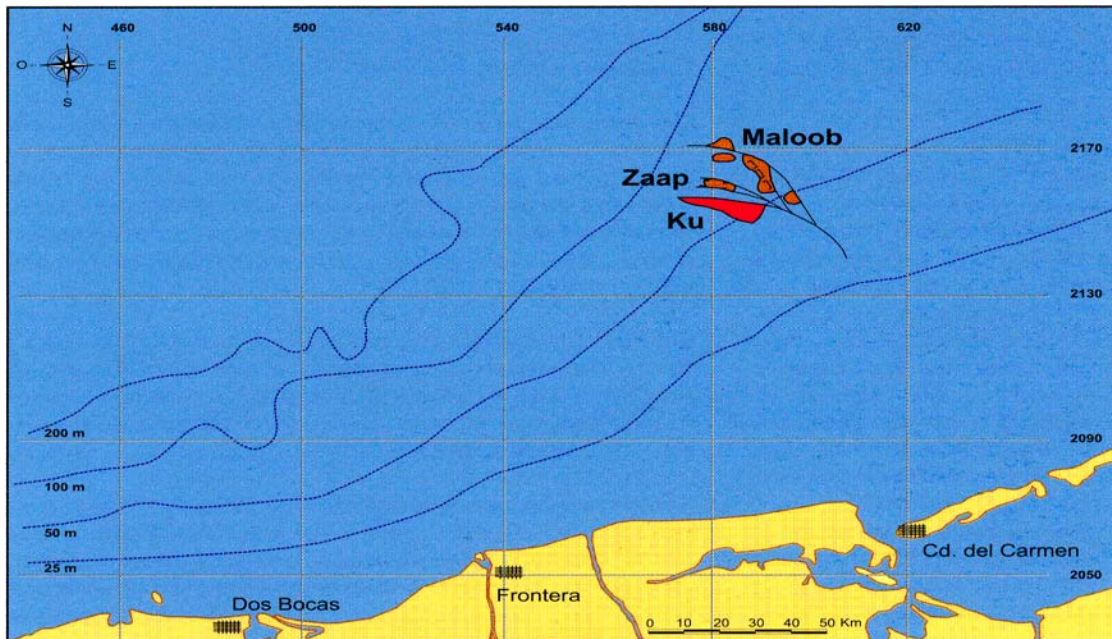 460 500 540 580 620
N
O E
S
Maloob
2170
Zaap
Ku
2130
200 m
2090
100 m
50 m
Cd. del Carmen
25 m
2050
Frontera
Dos Bocas
0 10 20 30 40 50 Km